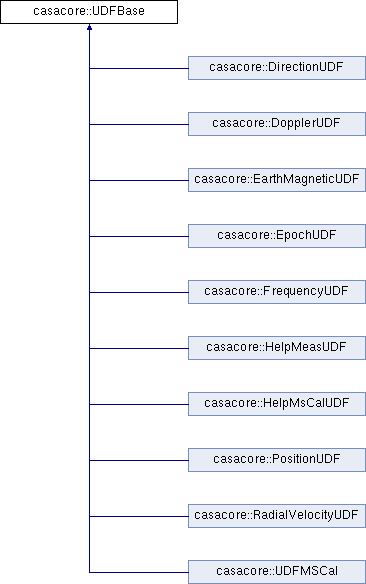 casacore::UDFBase
casacore::DirectionUDF
casacore::DopplerUDF
casacore::EarthMagneticUDF
casacore::EpochUDF
casacore::FrequencyUDF
casacore::HelpMeasUDF
casacore::HelpMsCalUDF
casacore::PositionUDF
casacore::RadialVelocityUDF
casacore::UDFMSCal